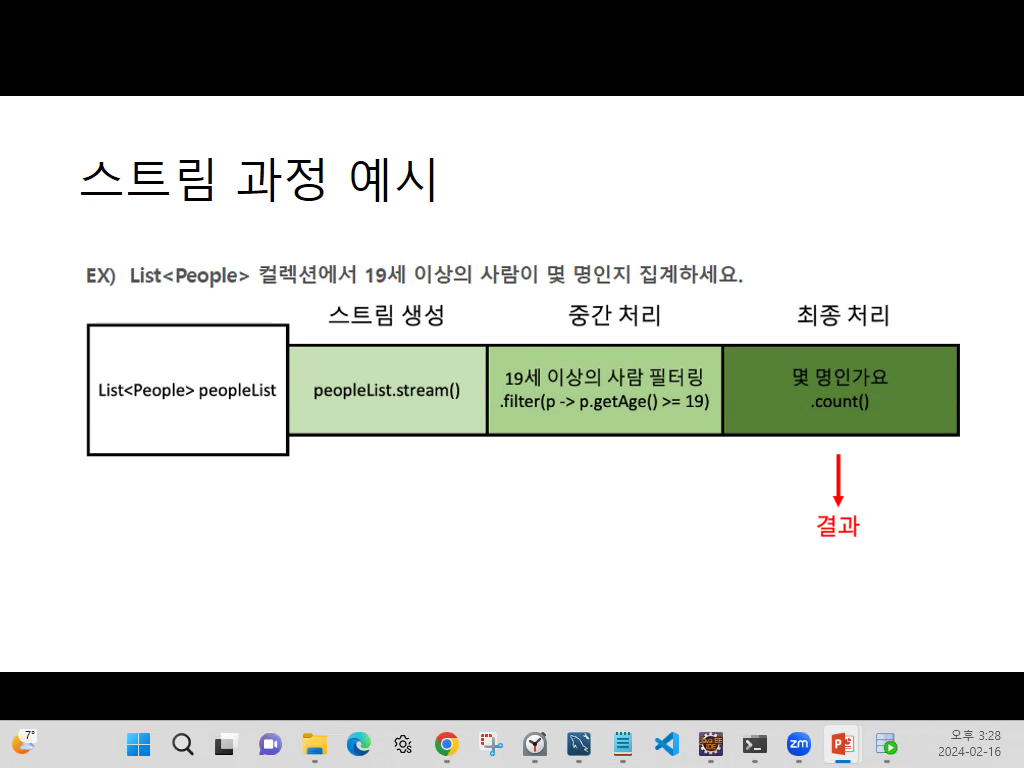 스트림 과정 예시
EX) List<People> 컬렉션에서 19세 이상의 사람이 몇 명인지 집계하세요.
스트림 생성
중간 처리
최종 처리
List<People> peopleList
peopleList.stream()
19세 이상의 사람 필터링
.filter(p -> p.getAge() >= 19)
몇 명인가요
.count()
결과
7°
zm
오후 3:28
2024-02-16